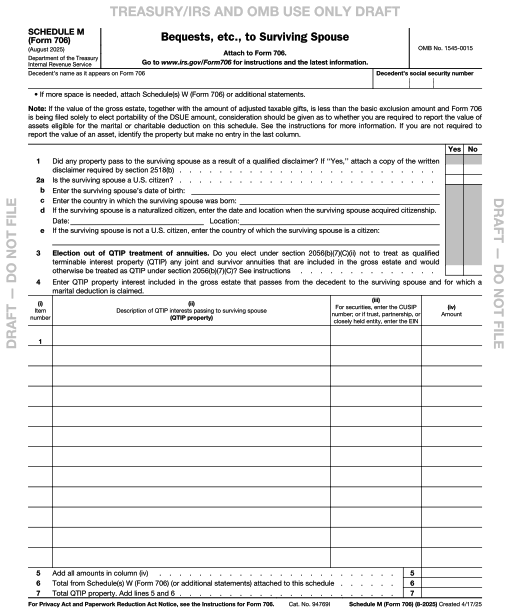 TREASURY/IRS AND OMB USE ONLY DRAFT
SCHEDULE M
(Form 706)
(August 2025)
Department of the Treasury
Internal Revenue Service
Bequests, etc., to Surviving Spouse
Attach to Form 706.
Go to www.irs.gov/Form706 for instructions and the latest information.
OMB No. 1545-0015
Decedent's name as it appears on Form 706
Decedent's social security number
• If more space is needed, attach Schedule(s) W (Form 706) or additional statements.
Note: If the value of the gross estate, together with the amount of adjusted taxable gifts, is less than the basic exclusion amount and Form 706
is being filed solely to elect portability of the DSUE amount, consideration should be given as to whether you are required to report the value of
assets eligible for the marital or charitable deduction on this schedule. See the instructions for more information. If you are not required to
report the value of an asset, identify the property but make no entry in the last column.
Yes No
1 Did any property pass to the surviving spouse as a result of a qualified disclaimer? If "Yes," attach a copy of the written
disclaimer required by section 2518(b) . . . . . . . . . . . . . . . . . . . . . . . .
2a Is the surviving spouse a U.S. citizen? . . . . . . . . . . . . . . . . . . . . . . . .
b Enter the surviving spouse's date of birth:
c Enter the country in which the surviving spouse was born:
d If the surviving spouse is a naturalized citizen, enter the date and location when the surviving spouse acquired citizenship.
Date: Location:
e If the surviving spouse is not a U.S. citizen, enter the country of which the surviving spouse is a citizen:
3 Election out of QTIP treatment of annuities. Do you elect under section 2056(b)(7)(C)(ii) not to treat as qualified
terminable interest property (QTIP) any joint and survivor annuities that are included in the gross estate and would
otherwise be treated as QTIP under section 2056(b)(7)(C)? See instructions . . . . . . . . . . . . .
4 Enter QTIP property interest included in the gross estate that passes from the decedent to the surviving spouse and for which a
marital deduction is claimed.
(i)
Item
number
(ii)
Description of QTIP interests passing to surviving spouse
(QTIP property)
(iii)
For securities, enter the CUSIP
number; or if trust, partnership, or
closely held entity, enter the EIN
(iv)
Amount
1
5 Add all amounts in column (iv) . . . . . . . . . . . . . . . . . . . . . . 5
6 Total from Schedule(s) W (Form 706) (or additional statements) attached to this schedule . . . . . . 6
7 Total QTIP property. Add lines 5 and 6 . . . . . . . . . . . . . . . . . . . . 7
For Privacy Act and Paperwork Reduction Act Notice, see the Instructions for Form 706. Cat. No. 94769I Schedule M (Form 706) (8-2025) Created 4/17/25
DRAFT — DO NOT FILE
DRAFT — DO NOT FILE